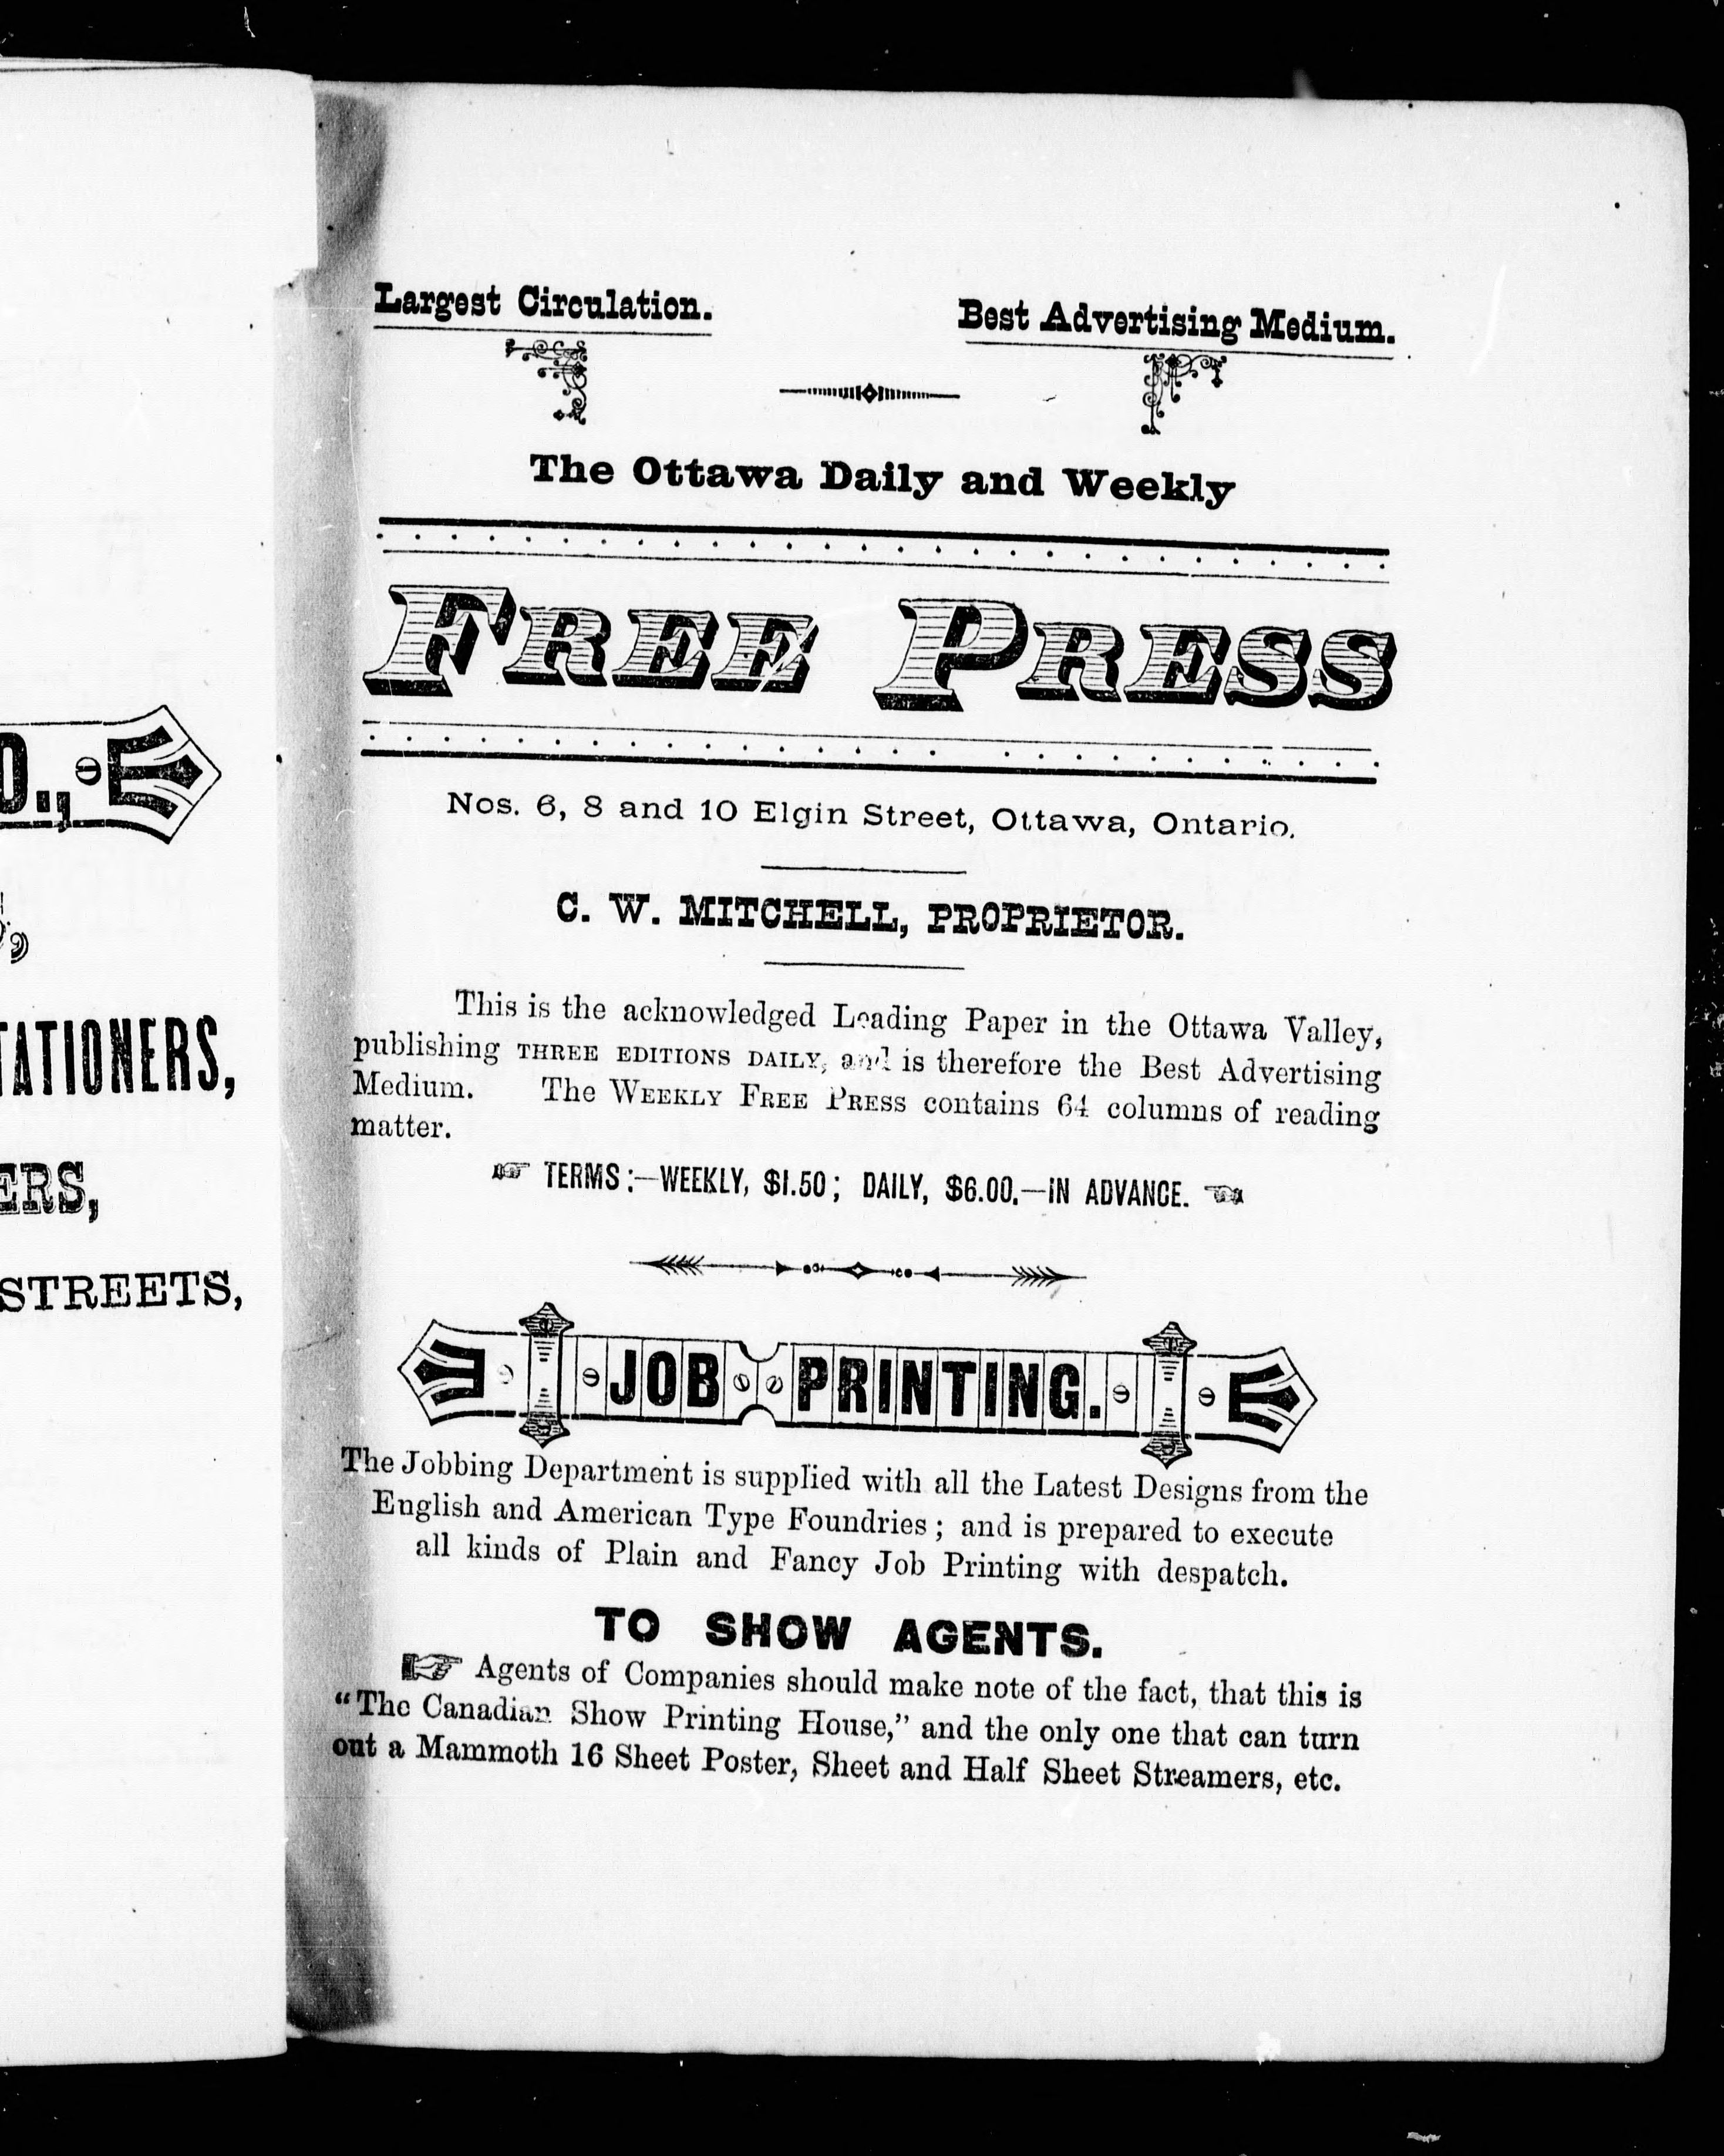 O.,
S,
TATIONERS,
ERS,
STREETS,
Largest Circulation.
Best Advertising Medium.
The Ottawa Daily and Weekly
FREE PRESS
Nos. 6, 8 and 10 Elgin Street, Ottawa, Ontario.
C. W. MITCHELL, PROPRIETOR.
This is the acknowledged Leading Paper in the Ottawa Valley,
publishing THREE EDITIONS DAILY, and is therefore the Best Advertising
Medium. The WEEKLY FREE PRESS contains 64 columns of reading
matter.
☞ TERMS:—WEEKLY, $1.50; DAILY, $6.00.—IN ADVANCE. ☜
JOB PRINTING.
The Jobbing Department is supplied with all the Latest Designs from the
English and American Type Foundries; and is prepared to execute
all kinds of Plain and Fancy Job Printing with despatch.
TO SHOW AGENTS.
☞ Agents of Companies should make note of the fact, that this is
"The Canadian Show Printing House," and the only one that can turn
out a Mammoth 16 Sheet Poster, Sheet and Half Sheet Streamers, etc.